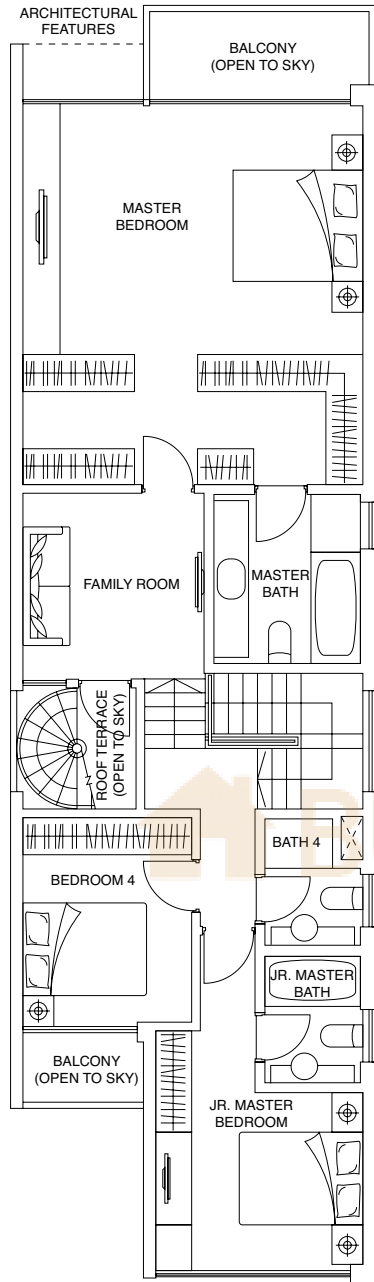 ARCHITECTURAL
FEATURES
BALCONY
(OPEN TO SKY)
MASTER
BEDROOM
FAMILY ROOM
MASTER
BATH
ROOF TERRACE
(OPEN TO SKY)
BATH 4
BEDROOM 4
JR. MASTER
BATH
BALCONY
(OPEN TO SKY)
JR. MASTER
BEDROOM